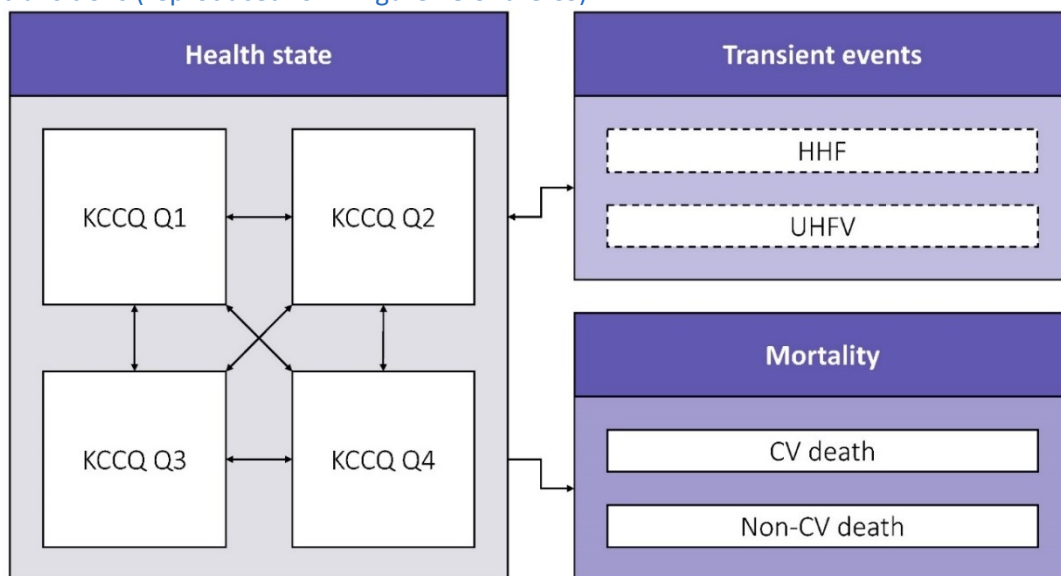 (reproduced
Health state
KCCQ Q1
KCCQ Q2
KCCQ Q3
KCCQ Q4
Transient events
HHF
UHFV
Mortality
CV death
Non-CV death